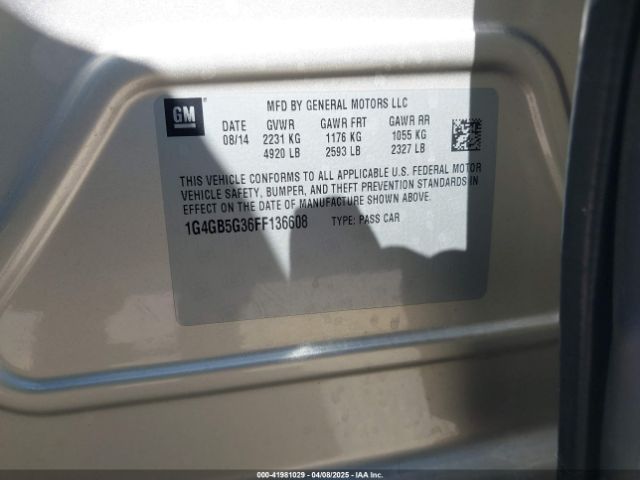 GM
MFD BY GENERAL MOTORS LLC
DATE GVWR GAWR FRT GAWR RR
08/14 2231 KG 1176 KG 1055 KG
4920 LB 2593 LB 2327 LB
THIS VEHICLE CONFORMS TO ALL APPLICABLE U.S. FEDERAL MOTOR
VEHICLE SAFETY, BUMPER, AND THEFT PREVENTION STANDARDS IN
EFFECT ON THE DATE OF MANUFACTURE SHOWN ABOVE.
1G4GB5G36FF136608 TYPE: PASS CAR
000-41981029 - 04/08/2025 - IAA Inc.